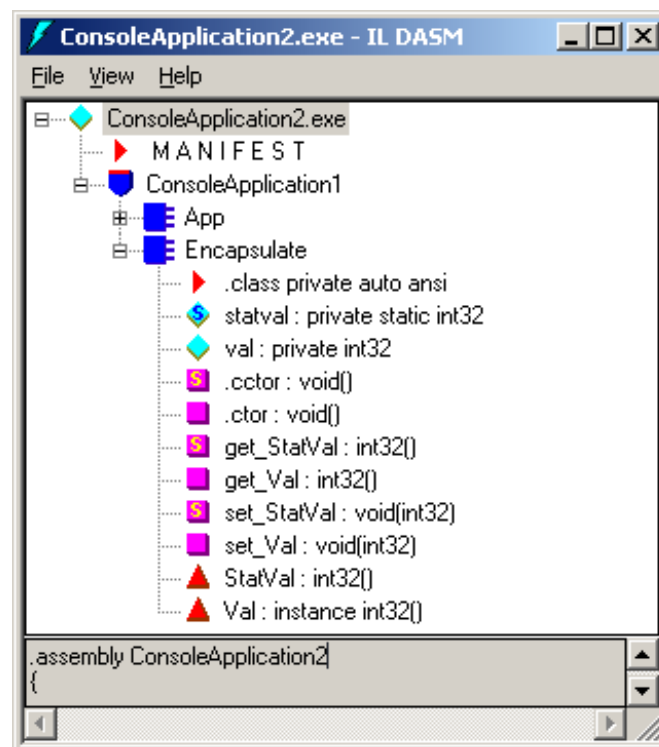 ConsoleApplication2.exe - IL DASM
File View Help
ConsoleApplication2.exe
M A N I F E S T
ConsoleApplication1
App
Encapsulate
.class private auto ansi
S statval : private static int32
val : private int32
S .cctor : void()
.ctor : void()
S get_StatVal : int32()
get_Val : int32()
S set_StatVal : void(int32)
set_Val : void(int32)
StatVal : int32()
Val : instance int32()
.assembly ConsoleApplication2
{